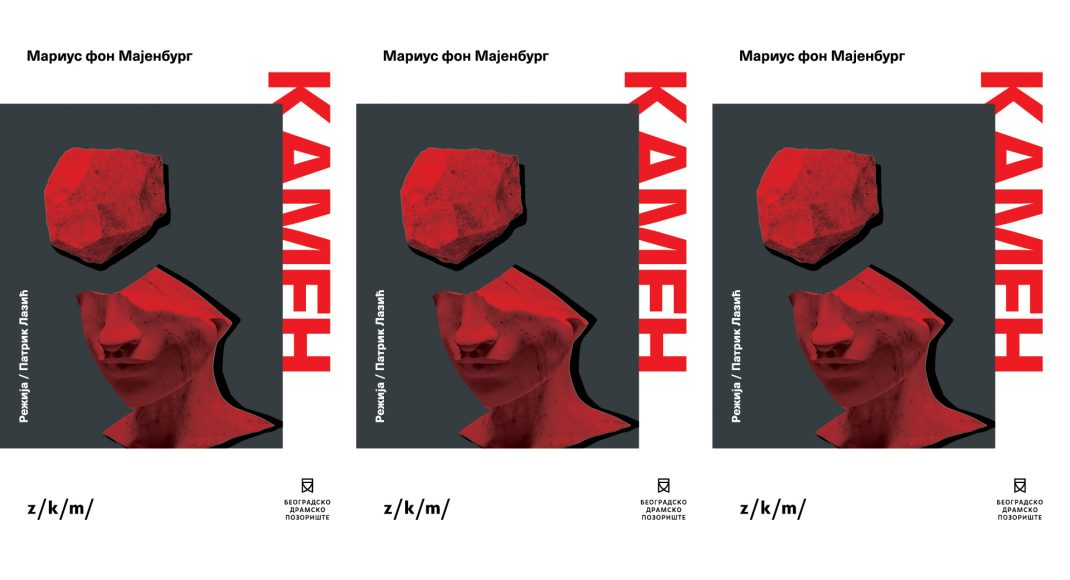 Мариус фон Мајенбург
КАМЕН
Режија / Патрик Лазић
z/k/m/
БЕОГРАДСКО
ДРАМСКО
ПОЗОРИШТЕ
Мариус фон Мајенбург
КАМЕН
Режија / Патрик Лазић
z/k/m/
БЕОГРАДСКО
ДРАМСКО
ПОЗОРИШТЕ
Мариус фон Мајенбург
КАМЕН
Режија / Патрик Лазић
z/k/m/
БЕОГРАДСКО
ДРАМСКО
ПОЗОРИШТЕ